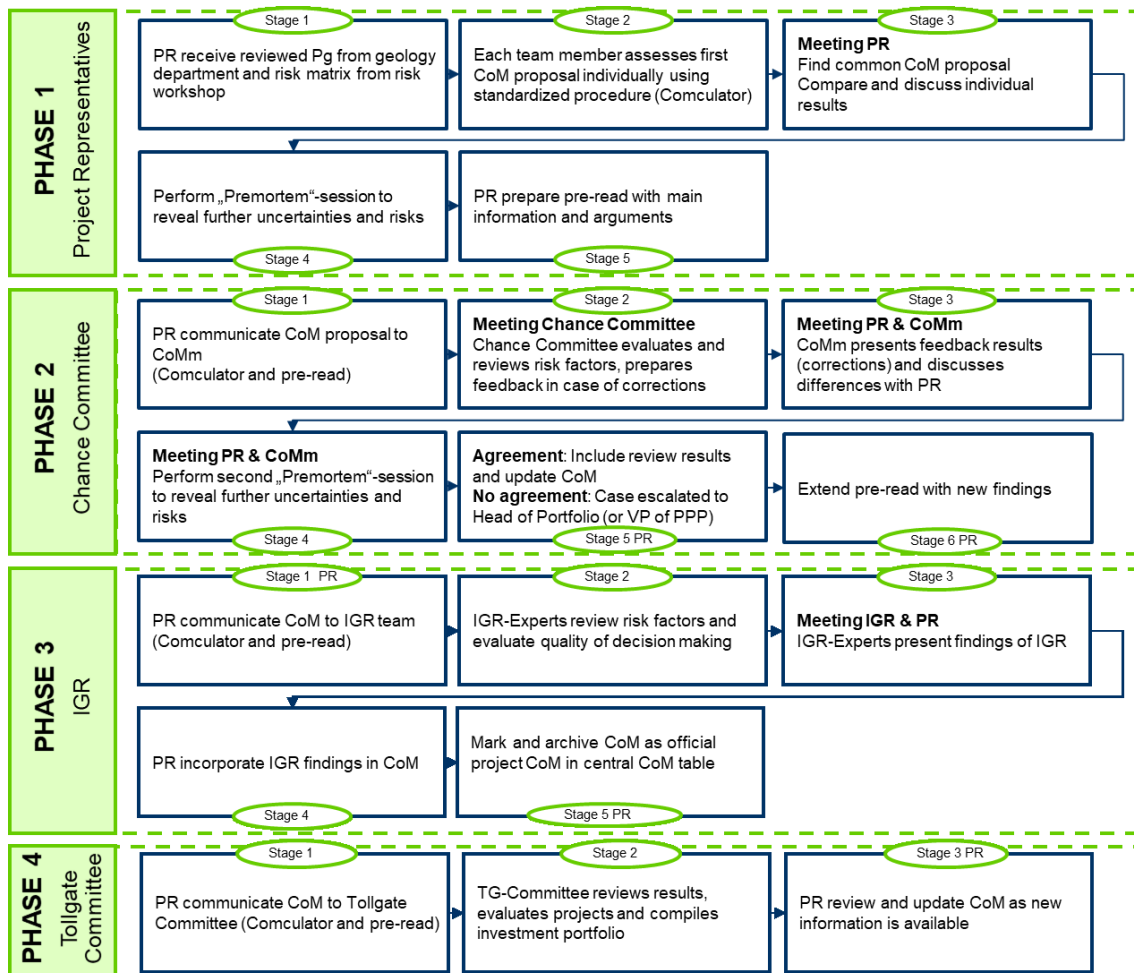 PHASE 1
Project Representatives
Stage 1
PR receive reviewed Pg from geology
department and risk matrix from risk
workshop
Stage 2
Each team member assesses first
CoM proposal individually using
standardized procedure (Comculator)
Stage 3
Meeting PR
Find common CoM proposal
Compare and discuss individual
results
Perform „Premortem“-session to
reveal further uncertainties and risks
Stage 4
PR prepare pre-read with main
information and arguments
Stage 5
PHASE 2
Chance Committee
Stage 1
PR communicate CoM proposal to
CoMm
(Comculator and pre-read)
Stage 2
Meeting Chance Committee
Chance Committee evaluates and
reviews risk factors, prepares
feedback in case of corrections
Stage 3
Meeting PR & CoMm
CoMm presents feedback results
(corrections) and discusses
differences with PR
Meeting PR & CoMm
Perform second „Premortem“-session
to reveal further uncertainties and
risks
Stage 4
Agreement: Include review results
and update CoM
No agreement: Case escalated to
Head of Portfolio (or VP of PPP)
Stage 5 PR
Extend pre-read with new findings
Stage 6 PR
PHASE 3
IGR
Stage 1 PR
PR communicate CoM to IGR team
(Comculator and pre-read)
Stage 2
IGR-Experts review risk factors and
evaluate quality of decision making
Stage 3
Meeting IGR & PR
IGR-Experts present findings of IGR
PR incorporate IGR findings in CoM
Stage 4
Mark and archive CoM as official
project CoM in central CoM table
Stage 5 PR
PHASE 4
Tollgate
Committee
Stage 1
PR communicate CoM to Tollgate
Committee (Comculator and pre-read)
Stage 2
TG-Committee reviews results,
evaluates projects and compiles
investment portfolio
Stage 3 PR
PR review and update CoM as new
information is available